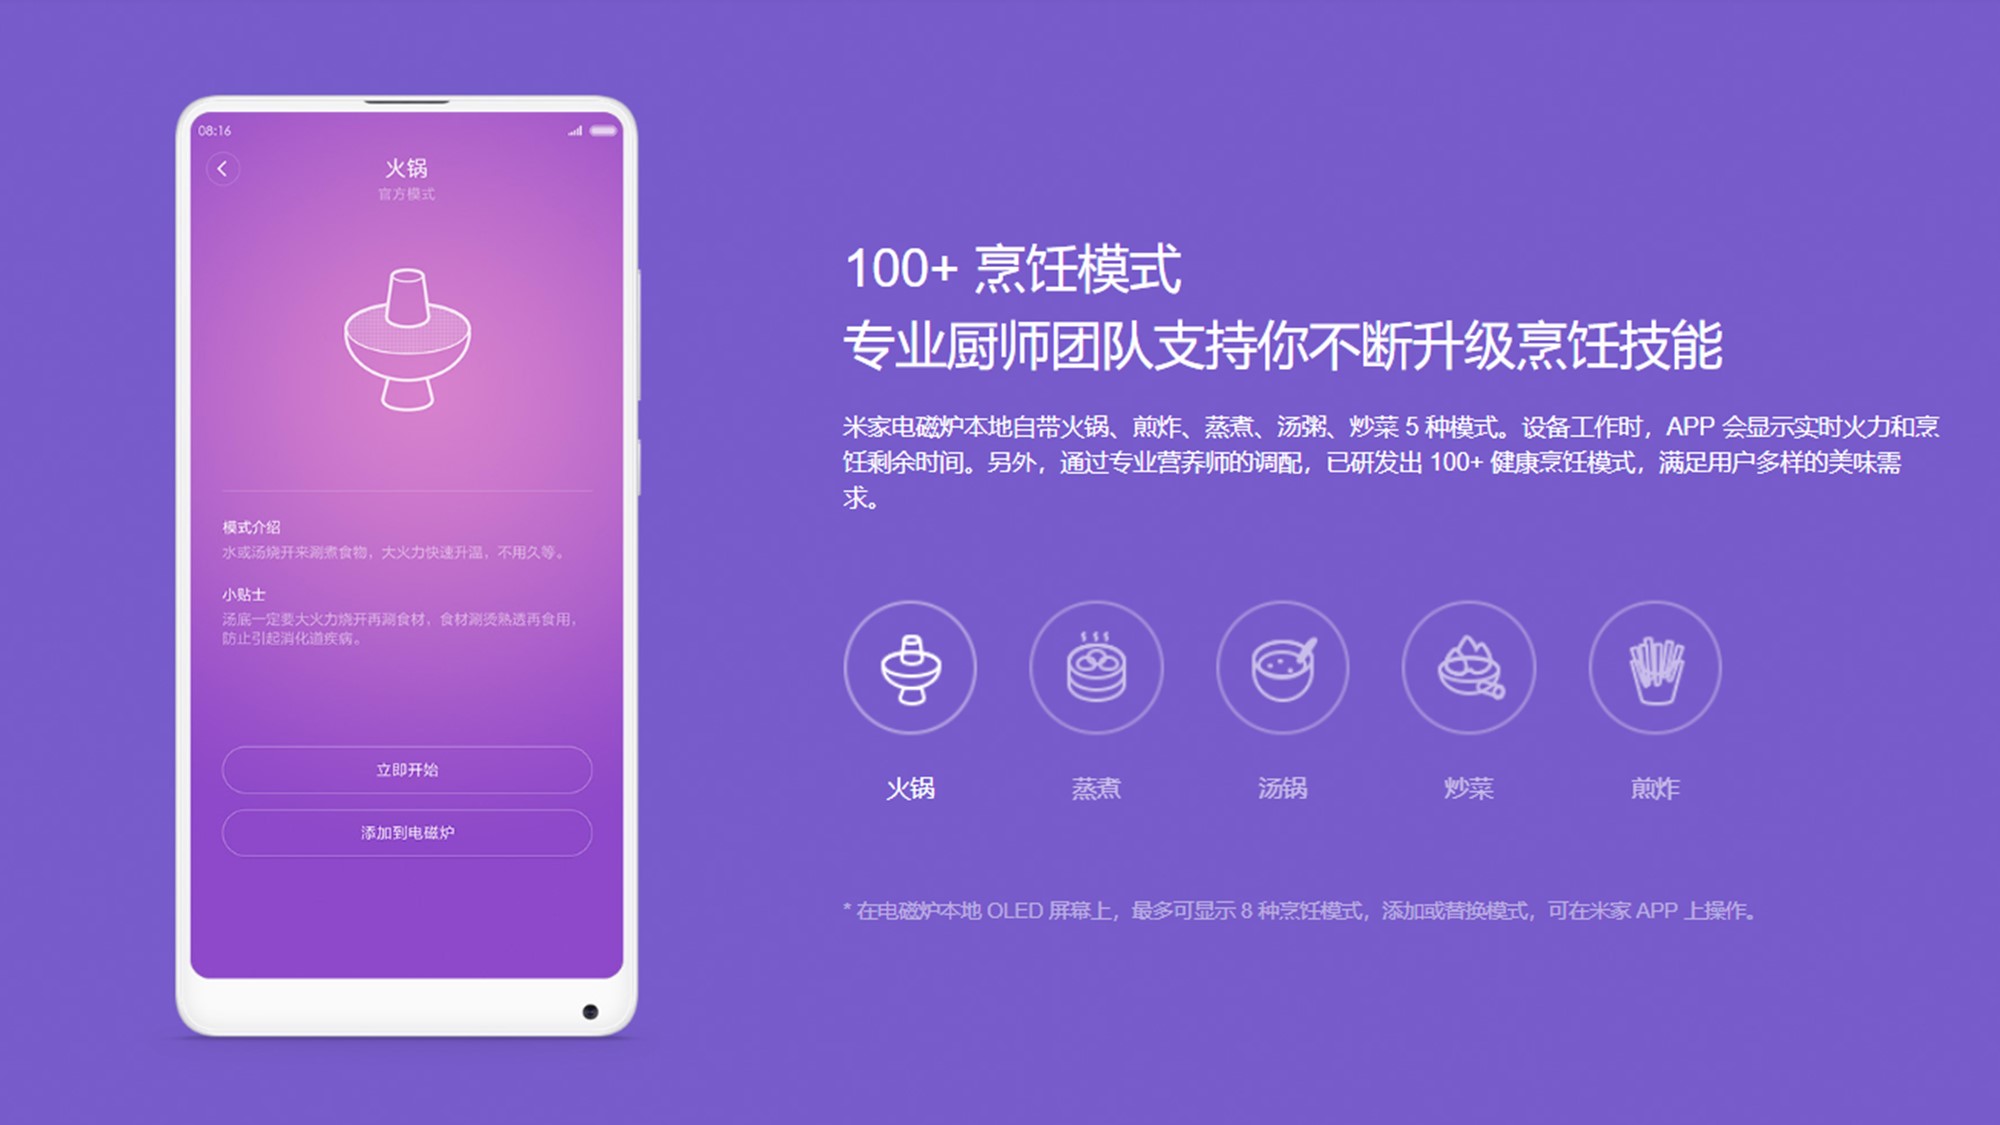 08:16
火锅
官方模式
模式介绍
水或汤烧开来涮煮食物，大火力快速升温，不用久等。
小贴士
汤底一定要大火力烧开再涮食材，食材涮烫熟透再食用，
防止引起消化道疾病。
立即开始
添加到电磁炉
100+ 烹饪模式
专业厨师团队支持你不断升级烹饪技能
米家电磁炉本地自带火锅、煎炸、蒸煮、汤粥、炒菜 5 种模式。设备工作时，APP 会显示实时火力和烹
饪剩余时间。另外，通过专业营养师的调配，已研发出 100+ 健康烹饪模式，满足用户多样的美味需
求。
火锅
蒸煮
汤锅
炒菜
煎炸
* 在电磁炉本地 OLED 屏幕上，最多可显示 8 种烹饪模式，添加或替换模式，可在米家 APP 上操作。